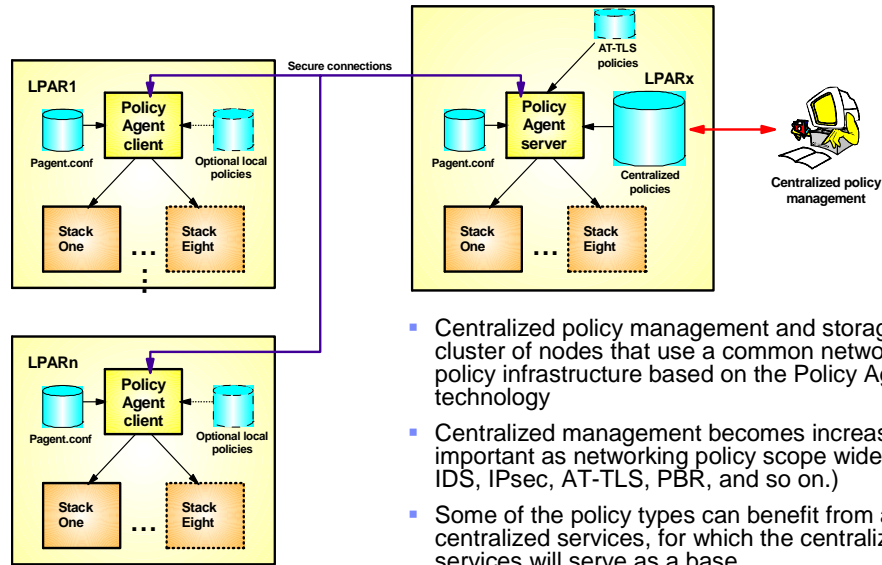 Secure connections
LPAR1
Policy
Agent
client
Pagent.conf
Optional local
policies
Stack
One
...
Stack
Eight
AT-TLS
policies
LPARx
Policy
Agent
server
Pagent.conf
Centralized
policies
Stack
One
...
Stack
Eight
Centralized policy
management
LPARn
Policy
Agent
client
Pagent.conf
Optional local
policies
Stack
One
...
Stack
Eight
Centralized policy management and storag
cluster of nodes that use a common netwo
policy infrastructure based on the Policy Ag
technology
Centralized management becomes increas
important as networking policy scope wide
IDS, IPsec, AT-TLS, PBR, and so on.)
Some of the policy types can benefit from a
centralized services, for which the centraliz
services will serve as a base